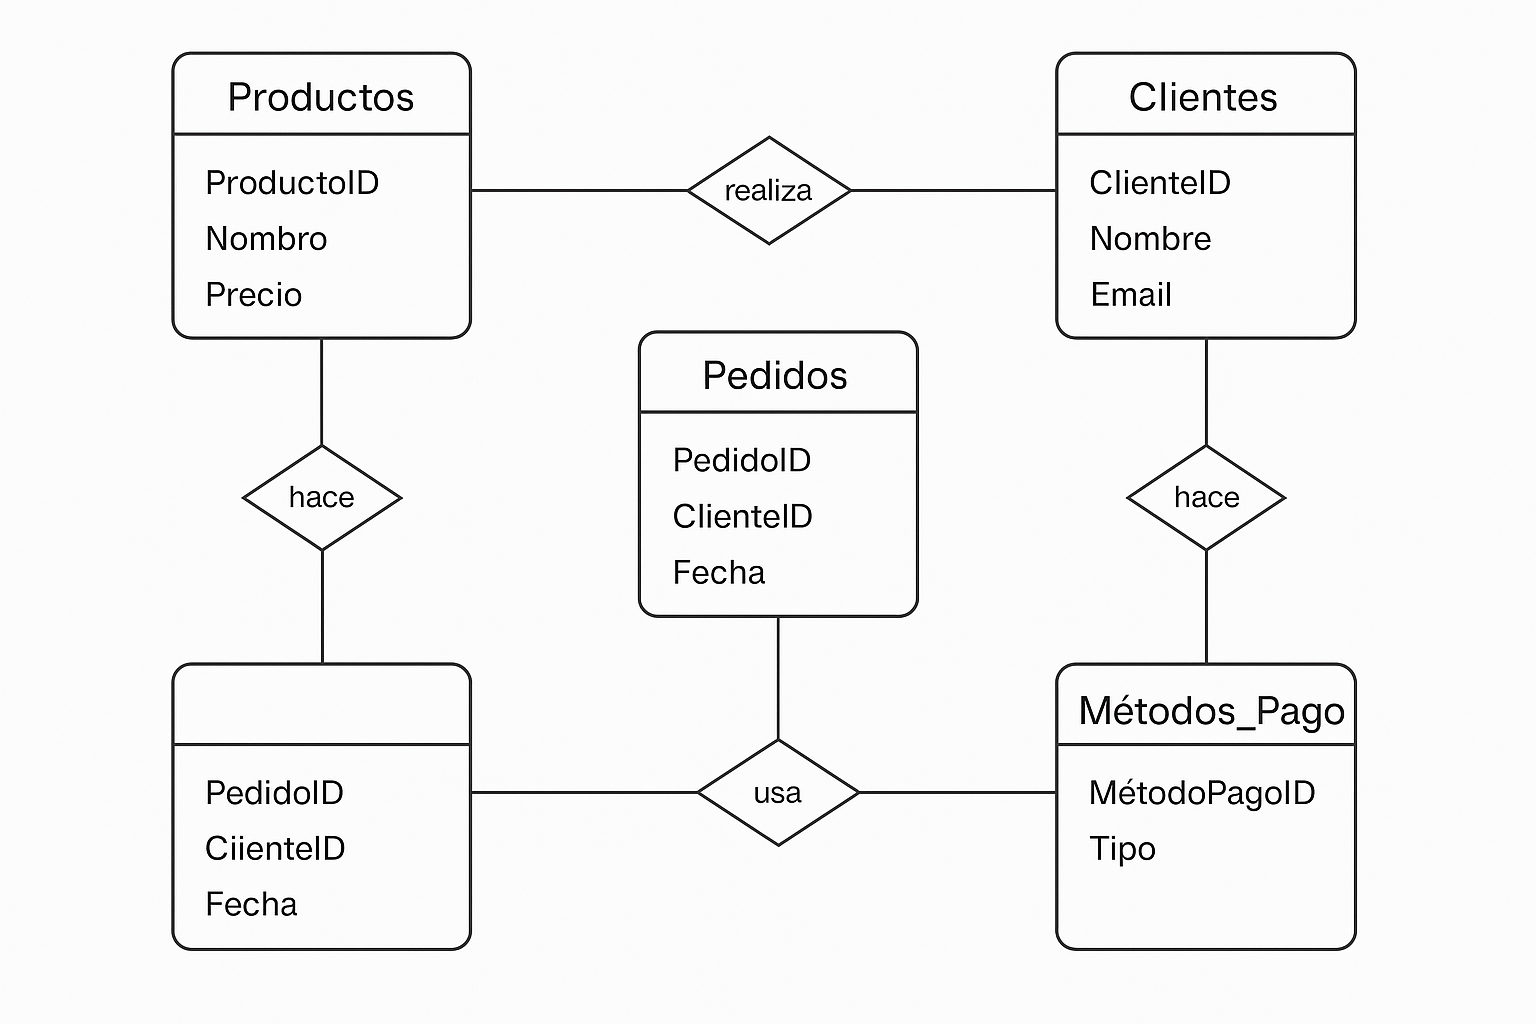 Productos
ProductoID
Nombro
Precio
realiza
Clientes
ClienteID
Nombre
Email
hace
Pedidos
PedidoID
ClienteID
Fecha
hace
PedidoID
CiienteID
Fecha
usa
Métodos_Pago
MétodoPagoID
Tipo